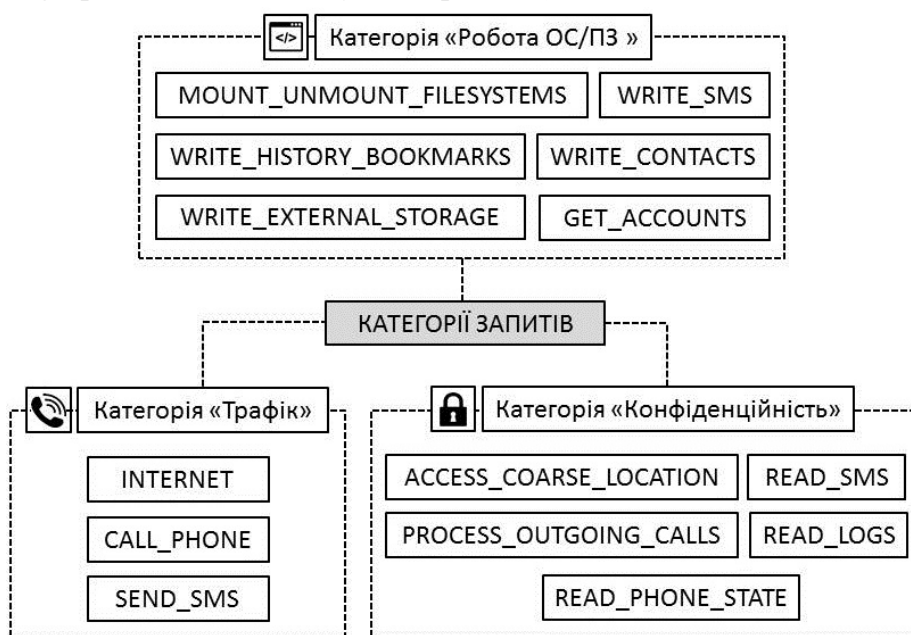 </>
Категорія «Робота ОС/ПЗ »
MOUNT_UNMOUNT_FILESYSTEMS WRITE_SMS
WRITE_HISTORY_BOOKMARKS WRITE_CONTACTS
WRITE_EXTERNAL_STORAGE GET_ACCOUNTS
КАТЕГОРІЇ ЗАПИТІВ
Категорія «Трафік»
INTERNET
CALL_PHONE
SEND_SMS
Категорія «Конфіденційність»
ACCESS_COARSE_LOCATION READ_SMS
PROCESS_OUTGOING_CALLS READ_LOGS
READ_PHONE_STATE